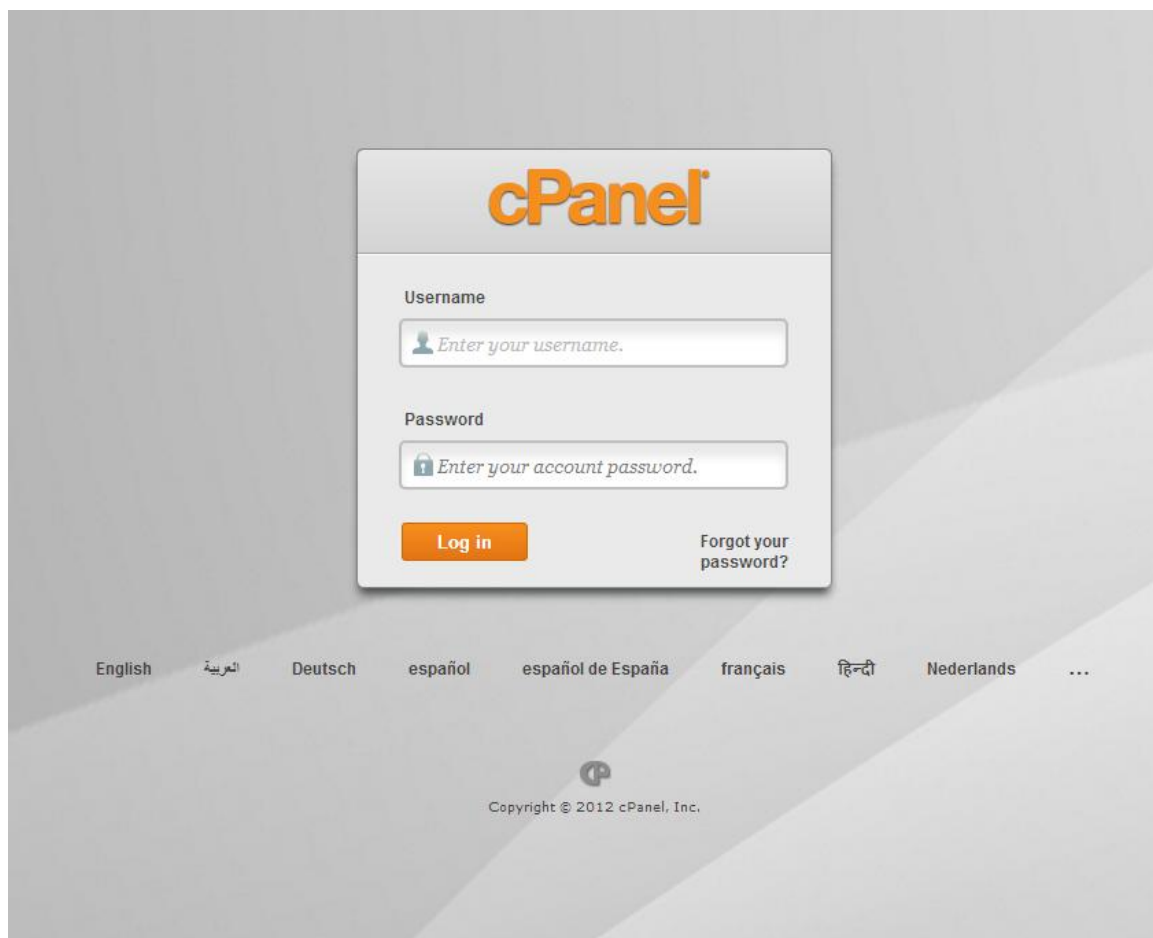 cPanel
Username
Enter your username.
Password
Enter your account password.
Log in
Forgot your
password?
English العربية Deutsch español español de España français हिन्दी Nederlands ...
cP
Copyright © 2012 cPanel, Inc.